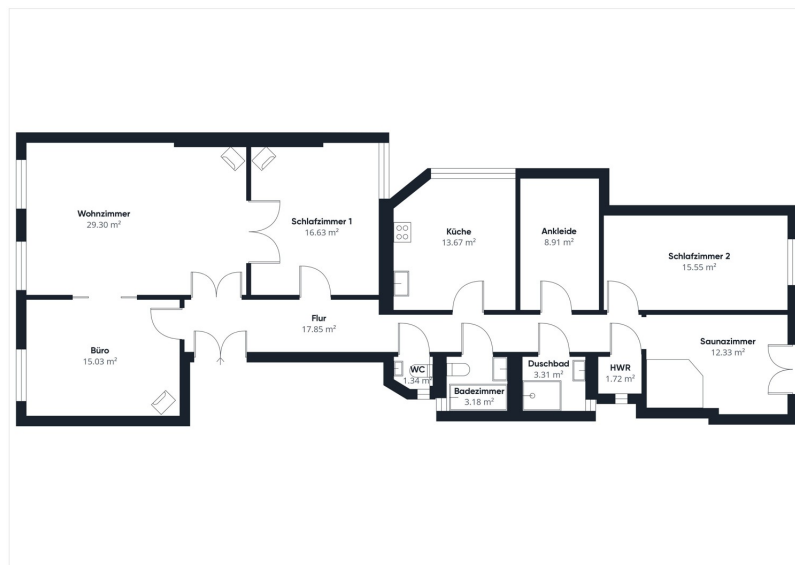 Wohnzimmer
29.30 m²
Schlafzimmer 1
16.63 m²
Küche
13.67 m²
Ankleide
8.91 m²
Schlafzimmer 2
15.55 m²
Flur
17.85 m²
Büro
15.03 m²
WC
1.34 m²
Badezimmer
3.18 m²
Duschbad
3.31 m²
HWR
1.72 m²
Saunazimmer
12.33 m²